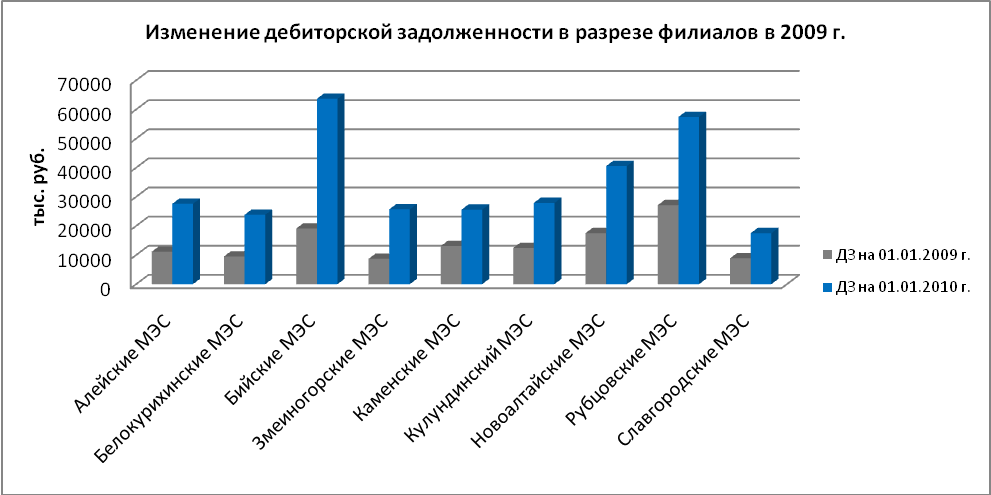 Изменение дебиторской задолженности в разрезе филиалов в 2009 г.
тыс. руб.
70000
60000
50000
40000
30000
20000
10000
0
Алейские МЭС
Белокурихинские МЭС
Бийские МЭС
Змеиногорские МЭС
Каменские МЭС
Кулундинский МЭС
Новоалтайские МЭС
Рубцовские МЭС
Славгородские МЭС
ДЗ на 01.01.2009 г.
ДЗ на 01.01.2010 г.